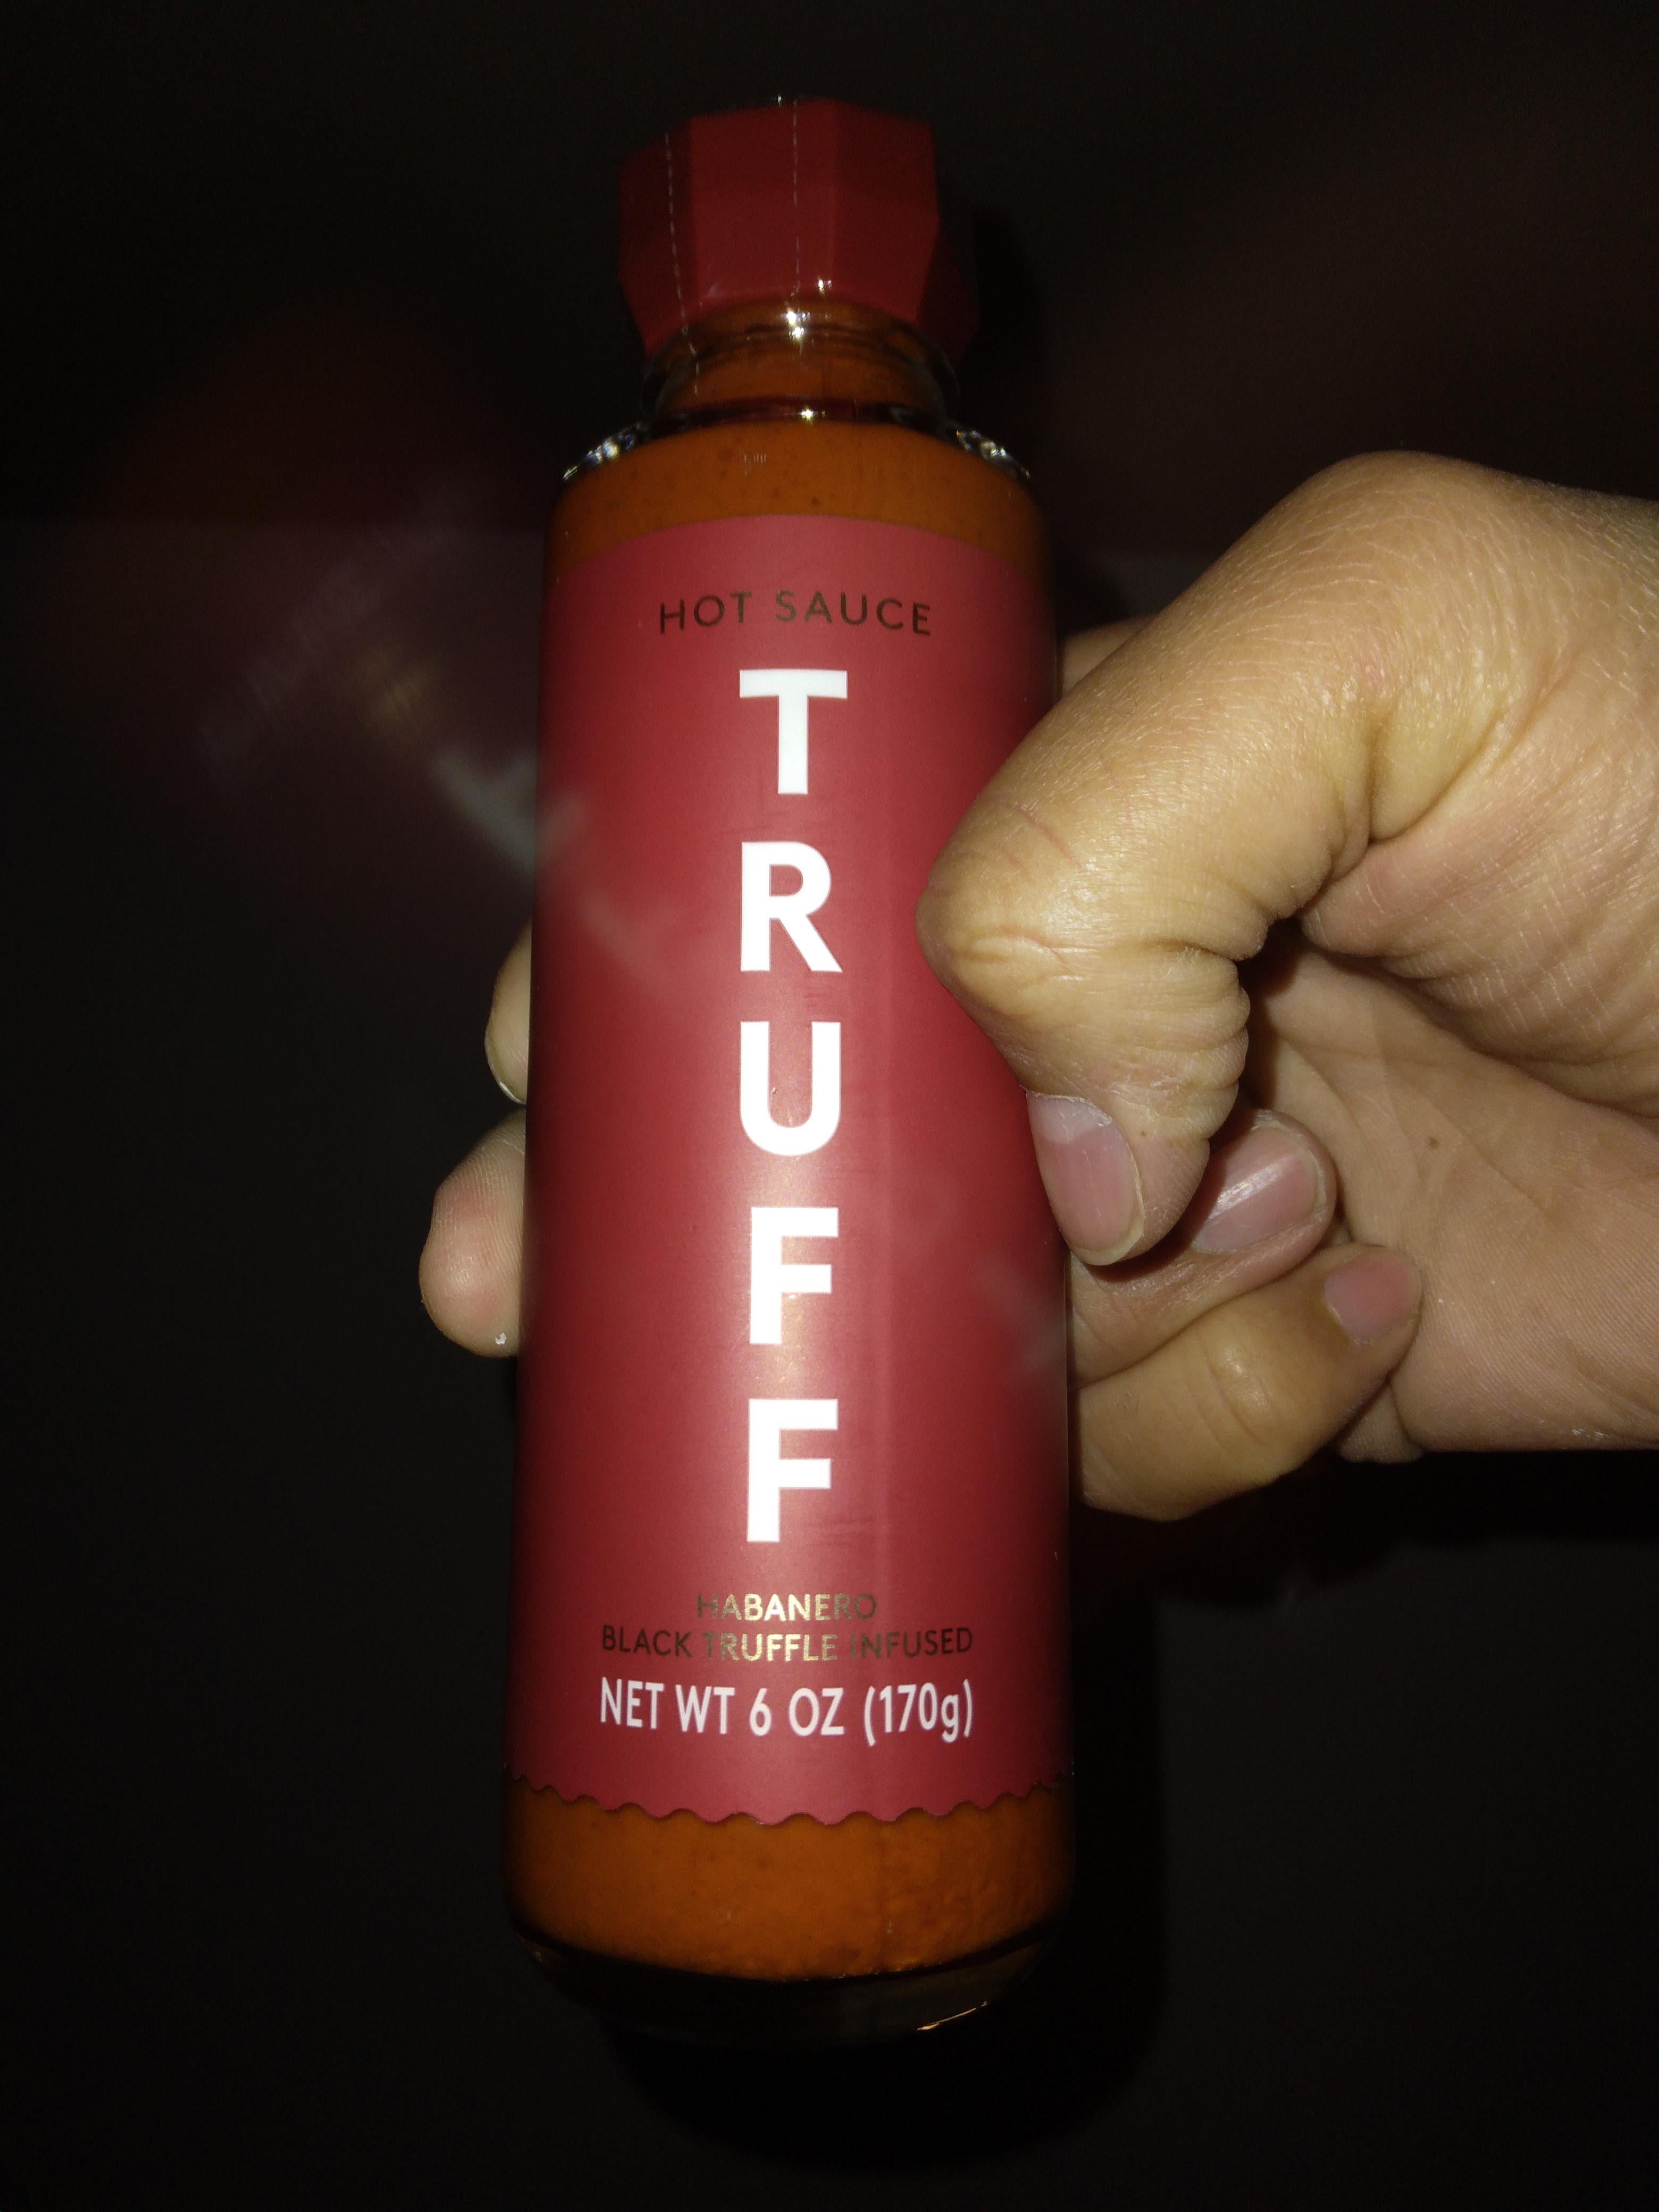 HOT SAUCE
TRUFF
HABANERO
BLACK TRUFFLE INFUSED
NET WT 6 OZ (170g)